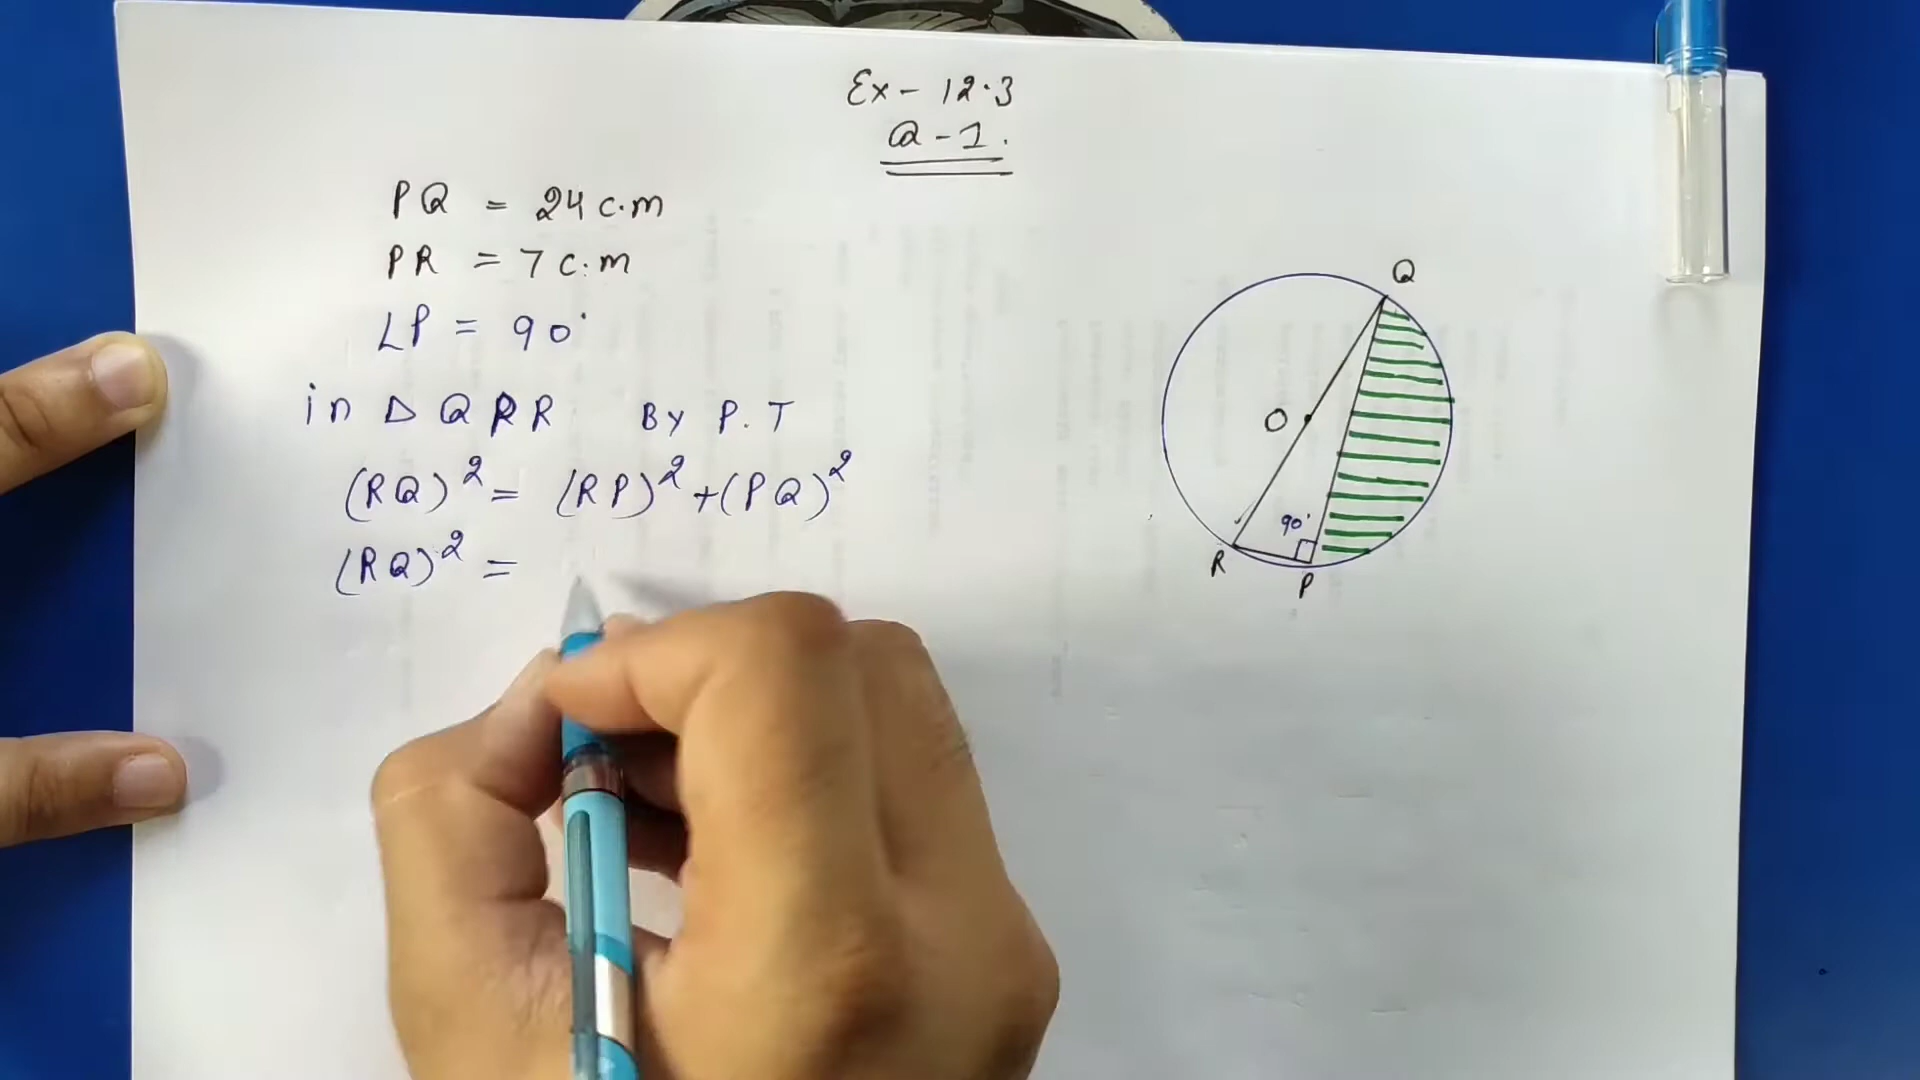 Ex - 12.3
Q - 1.
PQ = 24 c.m
PR = 7 c.m
∠P = 90°
in Δ QPR By P.T
(RQ)² = (RP)² + (PQ)²
(RQ)² =
Q
O
90°
R
P